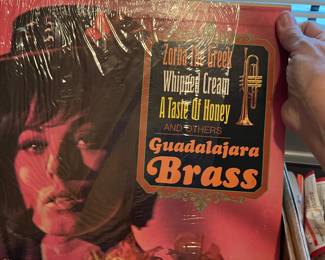 Zorba The Greek
Whipped Cream
A Taste Of Honey
AND OTHERS
Guadalajara
Brass